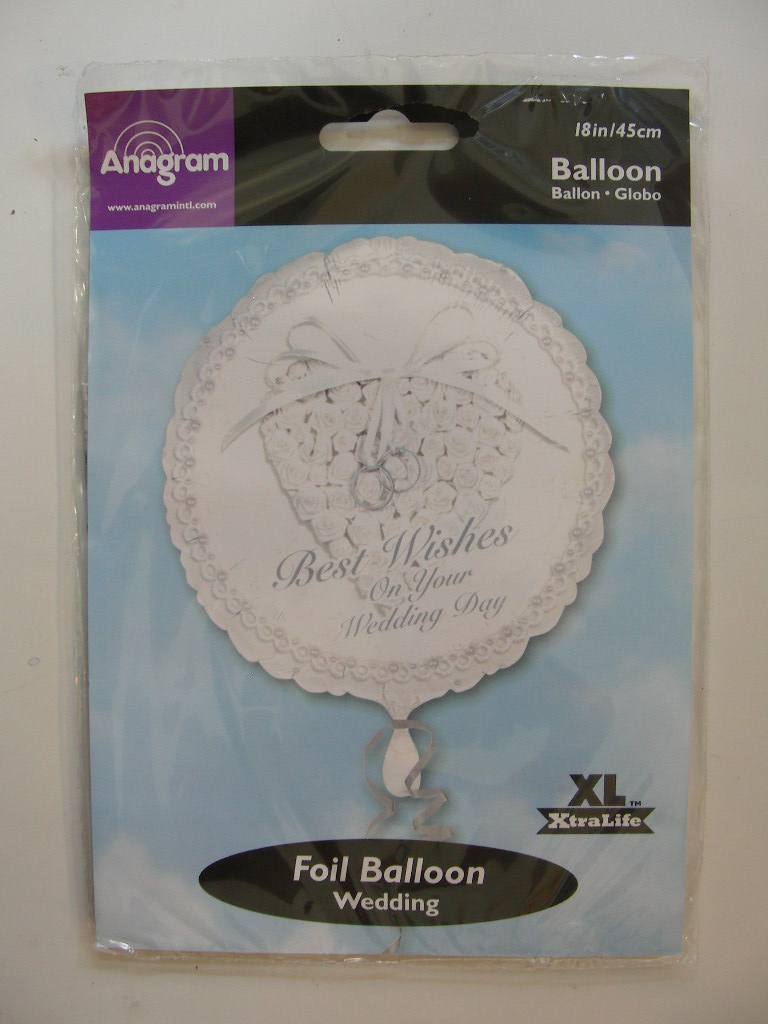 Anagram
www.anagramintl.com
18in/45cm
Balloon
Ballon • Globo
Best Wishes
On Your
Wedding Day
XL™
XtraLife
Foil Balloon
Wedding